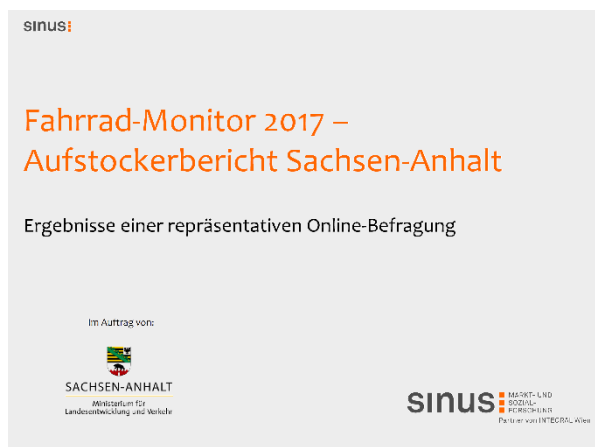 sinus:
Fahrrad-Monitor 2017 –
Aufstockerbericht Sachsen-Anhalt
Ergebnisse einer repräsentativen Online-Befragung
Im Auftrag von:
SACHSEN-ANHALT
Ministerium für
Landesentwicklung und Verkehr
sinus
MARKT- UND
SOZIAL-
FORSCHUNG
Partner von INTEGRAL Wien